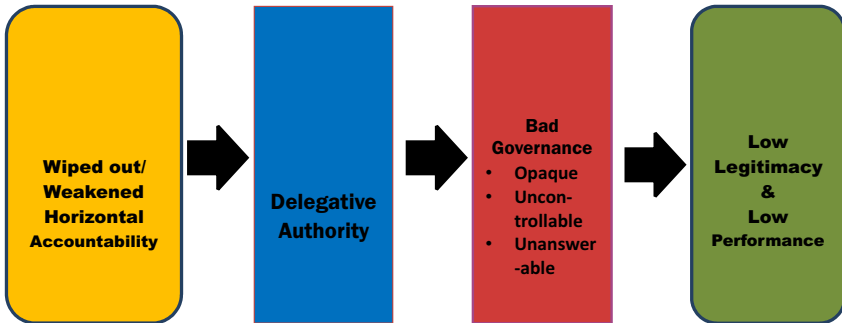 Wiped out/
Weakened
Horizontal
Accountability
Delegative
Authority
Bad
Governance
• Opaque
• Uncon-
trollable
• Unanswer
-able
Low
Legitimacy
&
Low
Performance